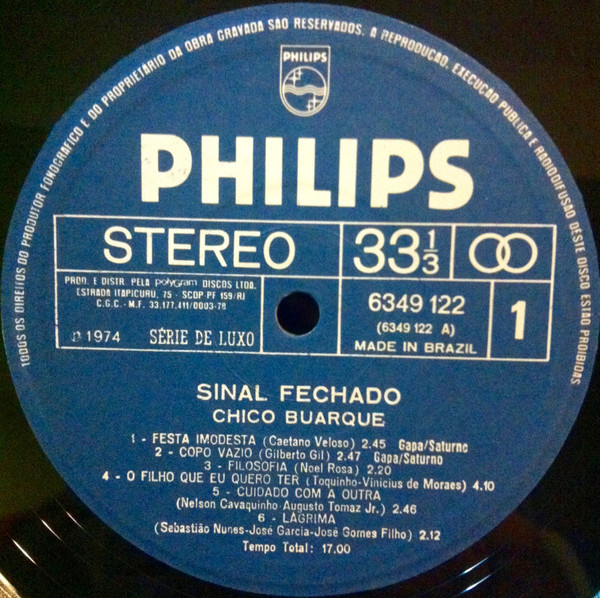 TODOS OS DIREITOS DO PRODUTOR FONOGRÁFICO E DO PROPRIETÁRIO DA OBRA GRAVADA SÃO RESERVADOS. A REPRODUÇÃO, EXECUÇÃO PÚBLICA E RADIODIFUSÃO DESTE DISCO ESTÃO PROIBIDAS
PHILIPS
PHILIPS
STEREO 33 1/3
PROD. E DISTR. PELA polygram DISCOS LTDA.
ESTRADA ITAPICURU, 75 - SCDP-PF 159/RJ
C.G.C.- M.F. 33.177.411/0003-76
℗ 1974 SÉRIE DE LUXO
6349 122
(6349 122 A)
MADE IN BRAZIL
1
SINAL FECHADO
CHICO BUARQUE
1 - FESTA IMODESTA (Caetano Veloso) 2.45 Gapa/Saturno
2 - COPO VAZIO (Gilberto Gil) 2.47 Gapa/Saturno
3 - FILOSOFIA (Noel Rosa) 2.20
4 - O FILHO QUE EU QUERO TER (Toquinho-Vinicius de Moraes) 4.10
5 - CUIDADO COM A OUTRA
(Nelson Cavaquinho-Augusto Tomaz Jr.) 2.46
6 - LÁGRIMA
(Sebastião Nunes-José Garcia-José Gomes Filho) 2.12
Tempo Total: 17.00